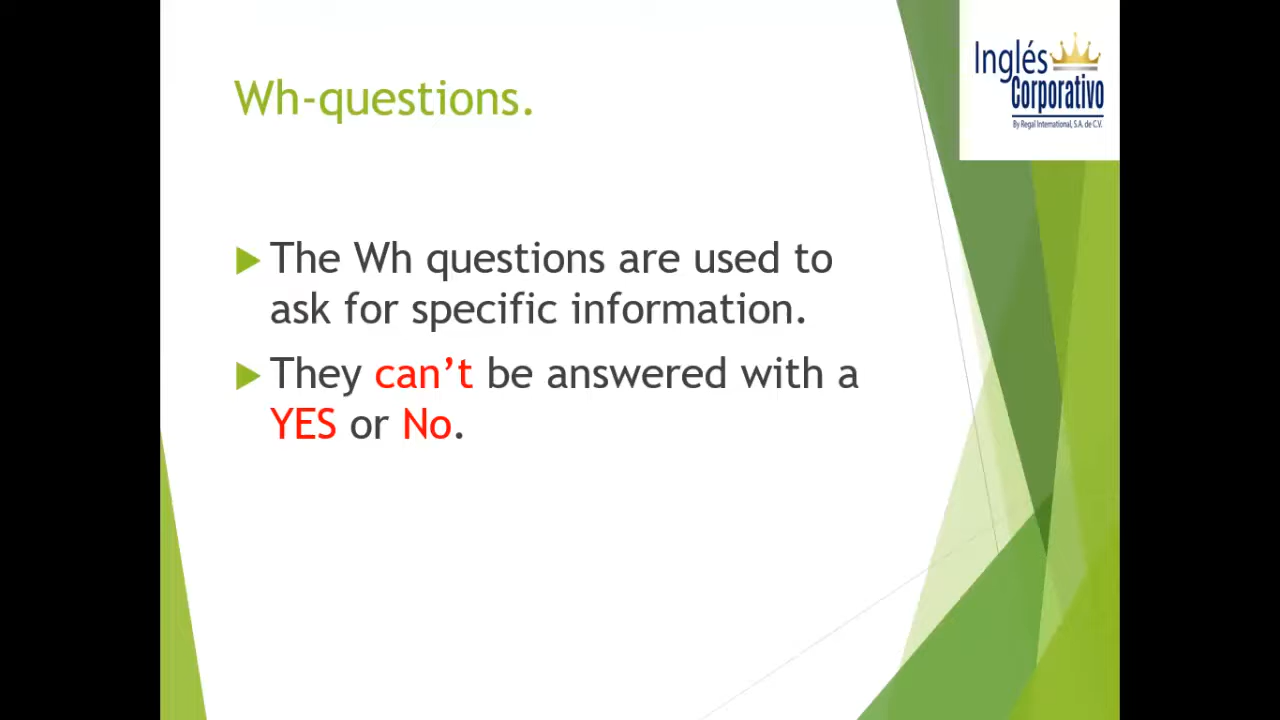 Wh-questions.
Inglés
Corporativo
By Regal International, S.A. de C.V.
The Wh questions are used to
ask for specific information.
They can’t be answered with a
YES or No.